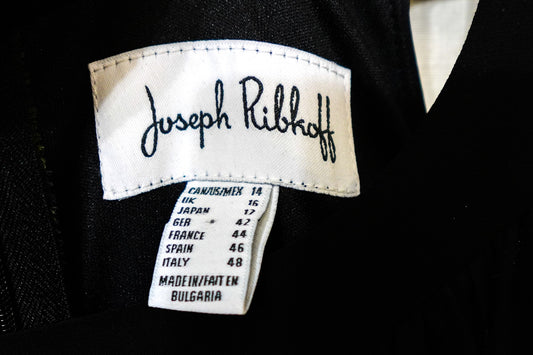 Joseph Ribkoff
CAN/US/MEX 14
UK 16
JAPAN 17
GER 42
FRANCE 44
SPAIN 46
ITALY 48
MADE IN/FAIT EN
BULGARIA